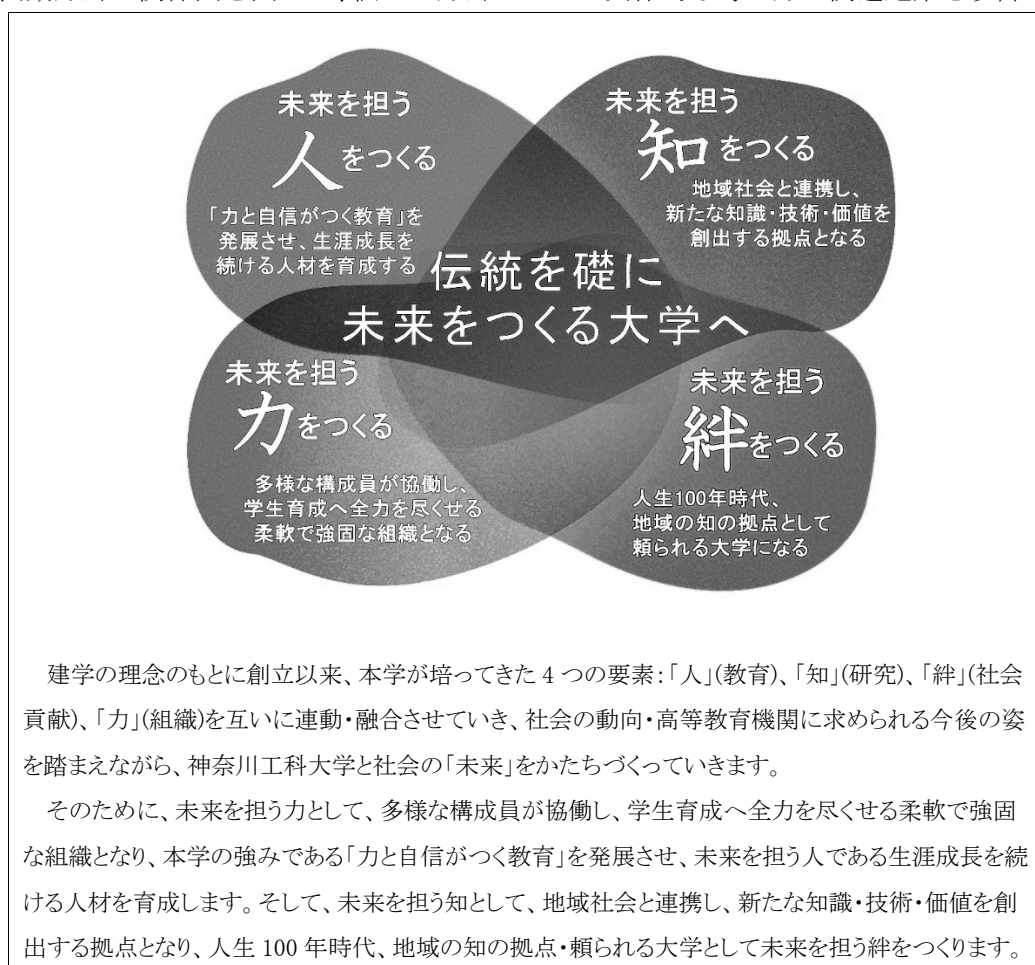 未来を担う
人をつくる
「力と自信がつく教育」を
発展させ、生涯成長を
続ける人材を育成する
未来を担う
知をつくる
地域社会と連携し、
新たな知識・技術・価値を
創出する拠点となる
伝統を礎に
未来をつくる大学へ
未来を担う
力をつくる
多様な構成員が協働し、
学生育成へ全力を尽くせる
柔軟で強固な組織となる
未来を担う
絆をつくる
人生100年時代、
地域の知の拠点として
頼られる大学になる
建学の理念のもとに創立以来、本学が培ってきた 4 つの要素:「人」(教育)、「知」(研究)、「絆」(社会
貢献)、「力」(組織)を互いに連動・融合させていき、社会の動向・高等教育機関に求められる今後の姿
を踏まえながら、神奈川工科大学と社会の「未来」をかたちづくっていきます。
そのために、未来を担う力として、多様な構成員が協働し、学生育成へ全力を尽くせる柔軟で強固
な組織となり、本学の強みである「力と自信がつく教育」を発展させ、未来を担う人である生涯成長を続
ける人材を育成します。そして、未来を担う知として、地域社会と連携し、新たな知識・技術・価値を創
出する拠点となり、人生 100 年時代、地域の知の拠点・頼られる大学として未来を担う絆をつくります。